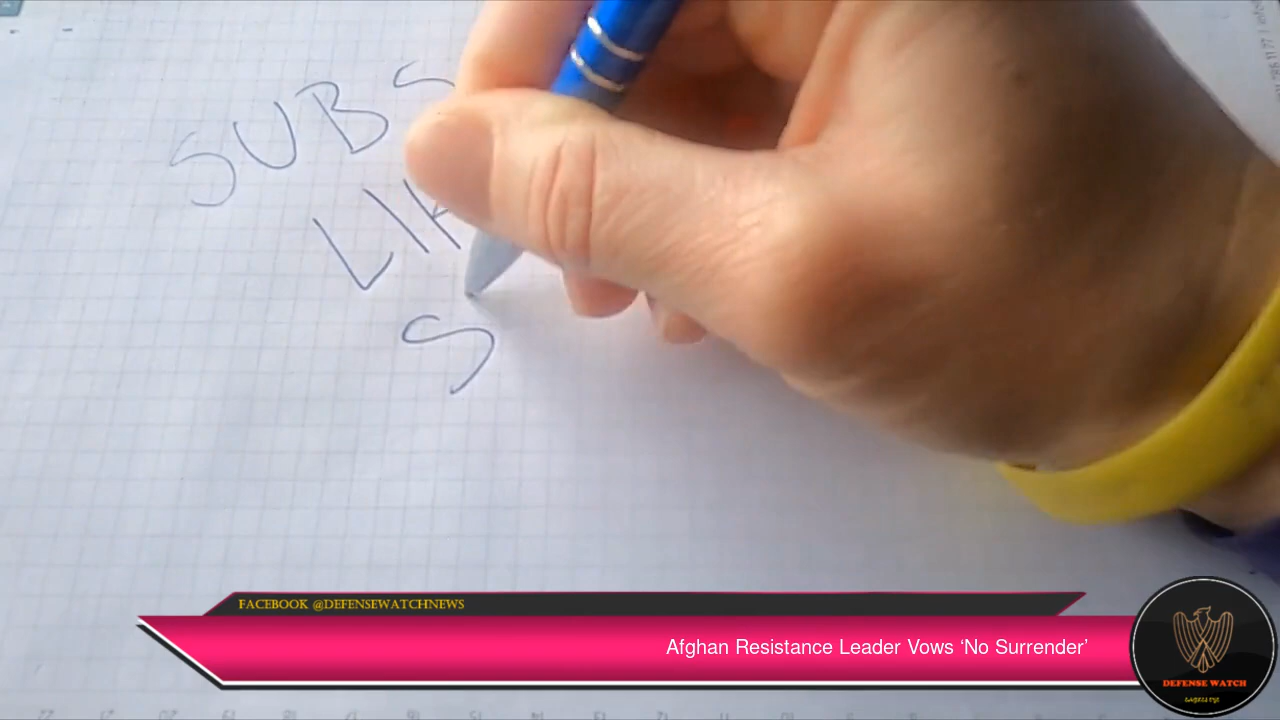 SUBS
LIK
S
FACEBOOK @DEFENSEWATCHNEWS
Afghan Resistance Leader Vows ‘No Surrender’
DEFENSE WATCH